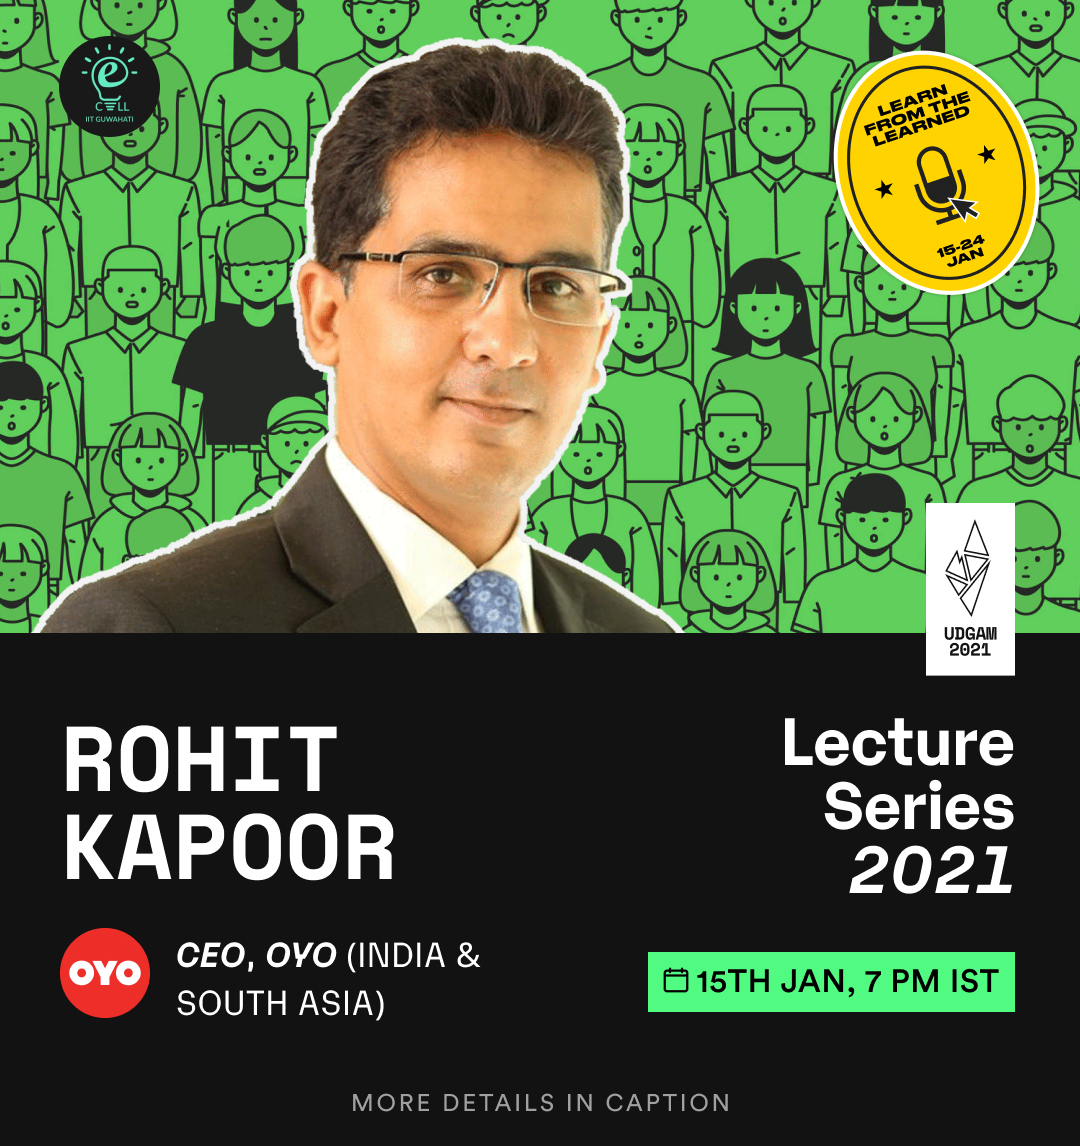 e
CELL
IIT GUWAHATI
LEARN
FROM THE
LEARNED
15-24
JAN
UDGAM
2021
ROHIT
KAPOOR
Lecture
Series
2021
OYO
CEO, OYO (INDIA &
SOUTH ASIA)
15TH JAN, 7 PM IST
MORE DETAILS IN CAPTION